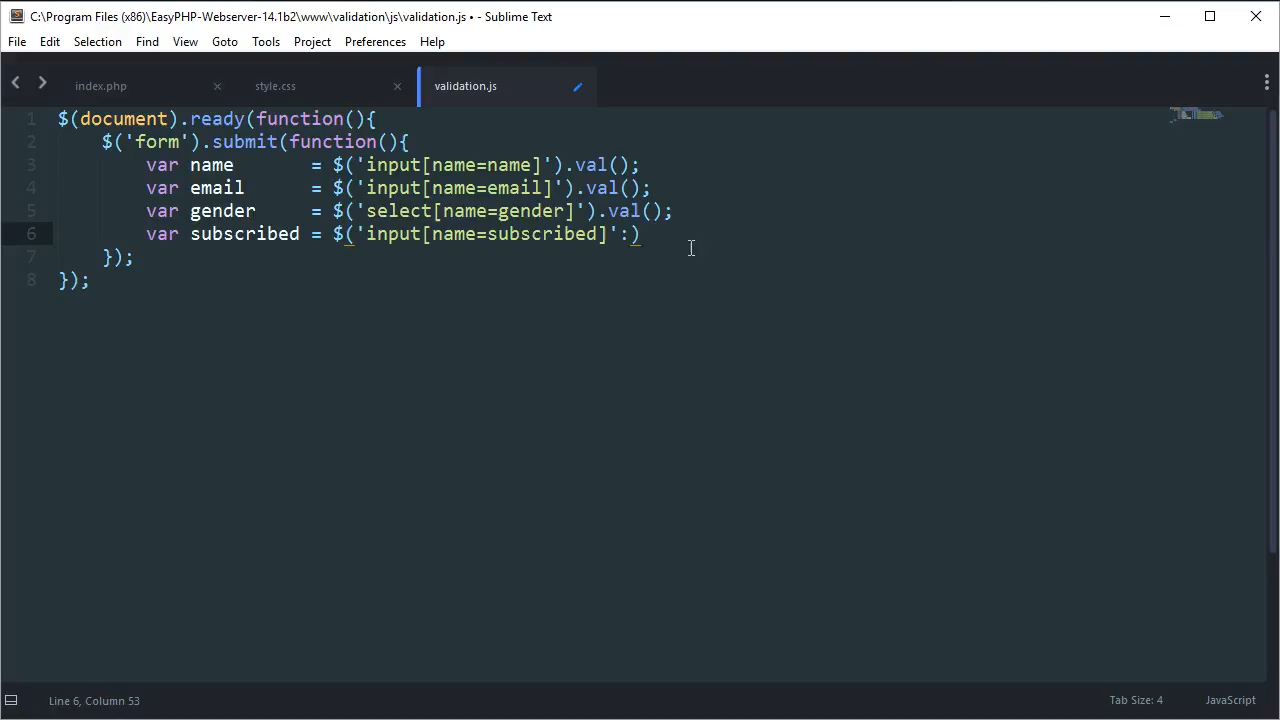 C:\Program Files (x86)\EasyPHP-Webserver-14.1b2\www\validation\js\validation.js • - Sublime Text
File Edit Selection Find View Goto Tools Project Preferences Help
index.php style.css validation.js
1 $(document).ready(function(){
2 $('form').submit(function(){
3 var name = $('input[name=name]').val();
4 var email = $('input[name=email]').val();
5 var gender = $('select[name=gender]').val();
6 var subscribed = $('input[name=subscribed]':)
7 });
8 });
Line 6, Column 53 Tab Size: 4 JavaScript